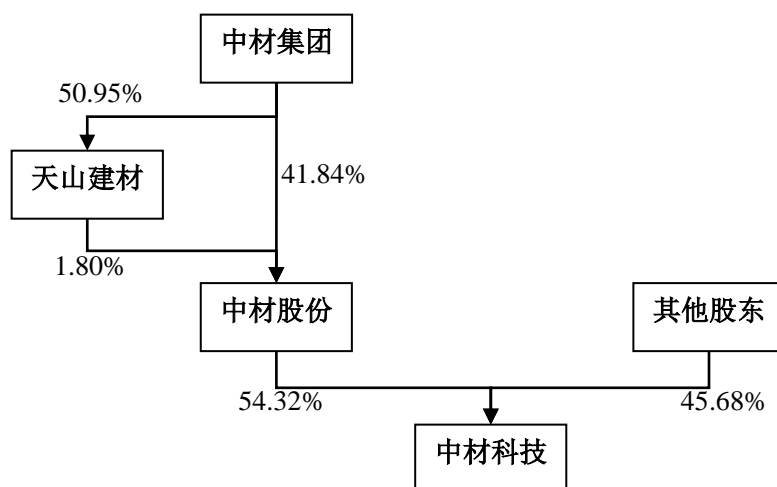 中材集团
50.95%
天山建材
41.84%
1.80%
中材股份
其他股东
54.32%
45.68%
中材科技